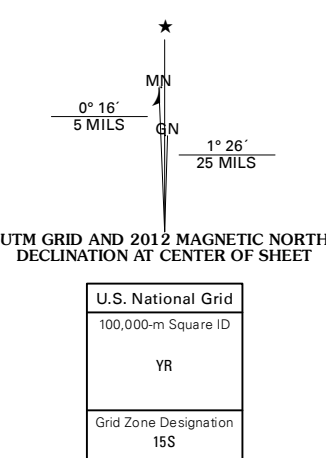 ★
MN
0° 16´
5 MILS
GN
1° 26´
25 MILS
UTM GRID AND 2012 MAGNETIC NORTH
DECLINATION AT CENTER OF SHEET
U.S. National Grid
100,000-m Square ID
YR
Grid Zone Designation
15S